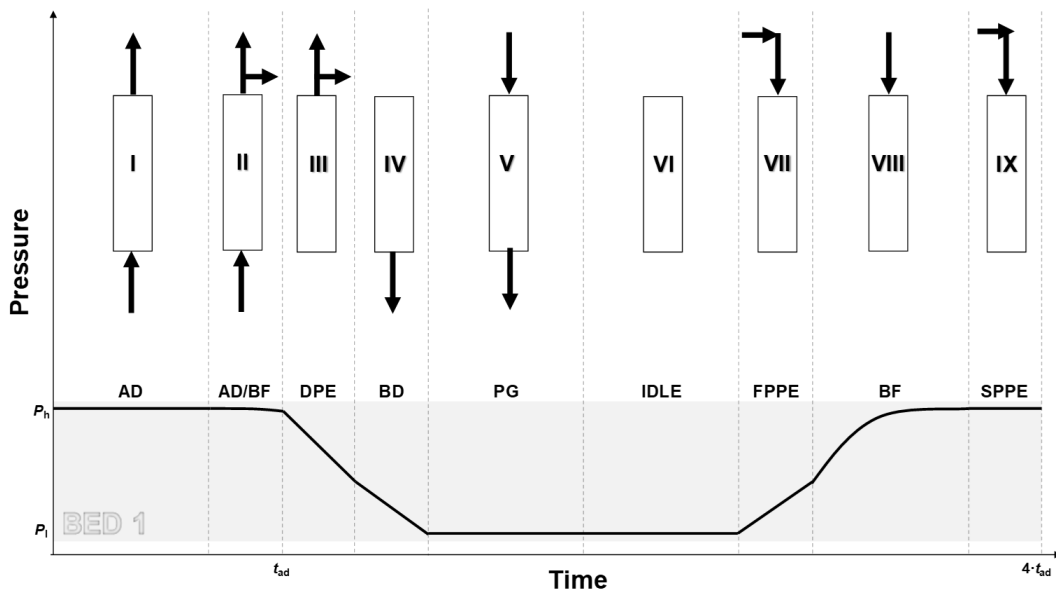 I II III IV V VI VII VIII IX
Pressure
AD AD/BF DPE BD PG IDLE FPPE BF SPPE
Ph
Pl
BED 1
tad
Time
4·tad